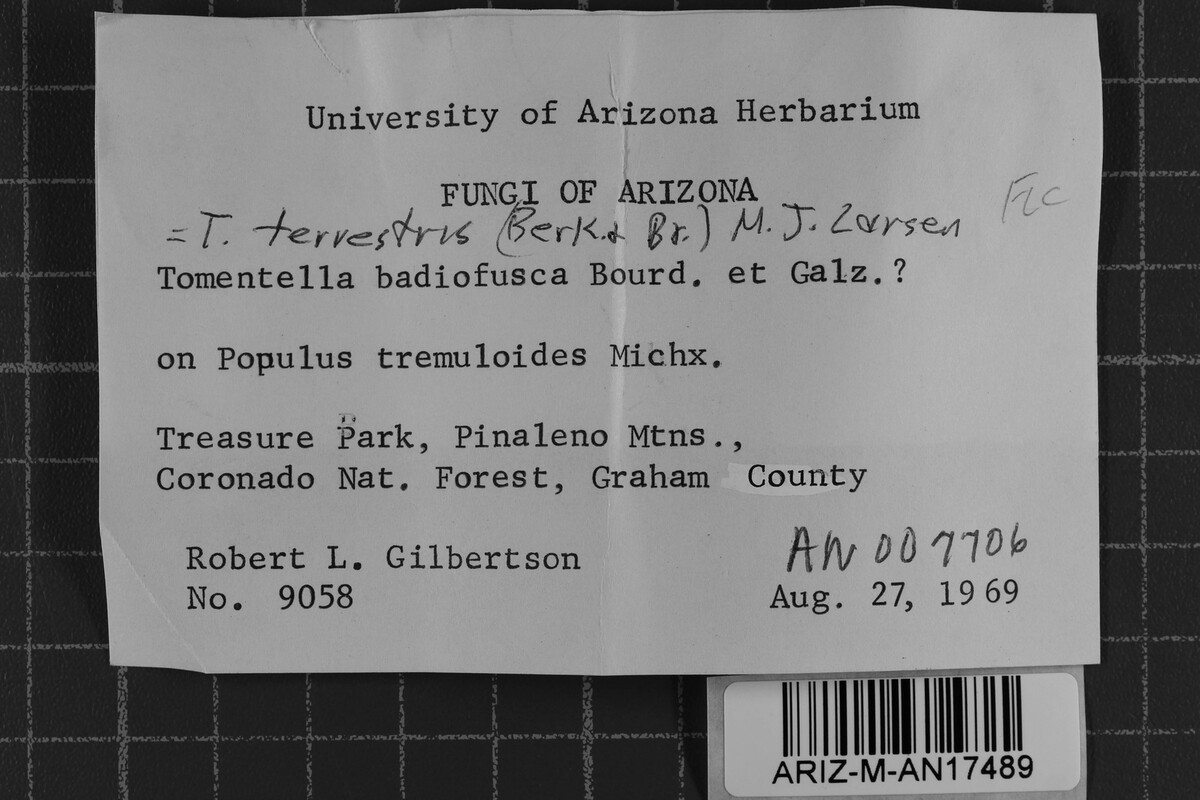 University of Arizona Herbarium
FUNGI OF ARIZONA
= T. terrestris (Berk. & Br.) M. J. Larsen
Tomentella badiofusca Bourd. et Galz.?
on Populus tremuloides Michx.
Treasure Park, Pinaleno Mtns.,
Coronado Nat. Forest, Graham County
AN 007706
Robert L. Gilbertson
No. 9058
Aug. 27, 1969
ARIZ-M-AN17489